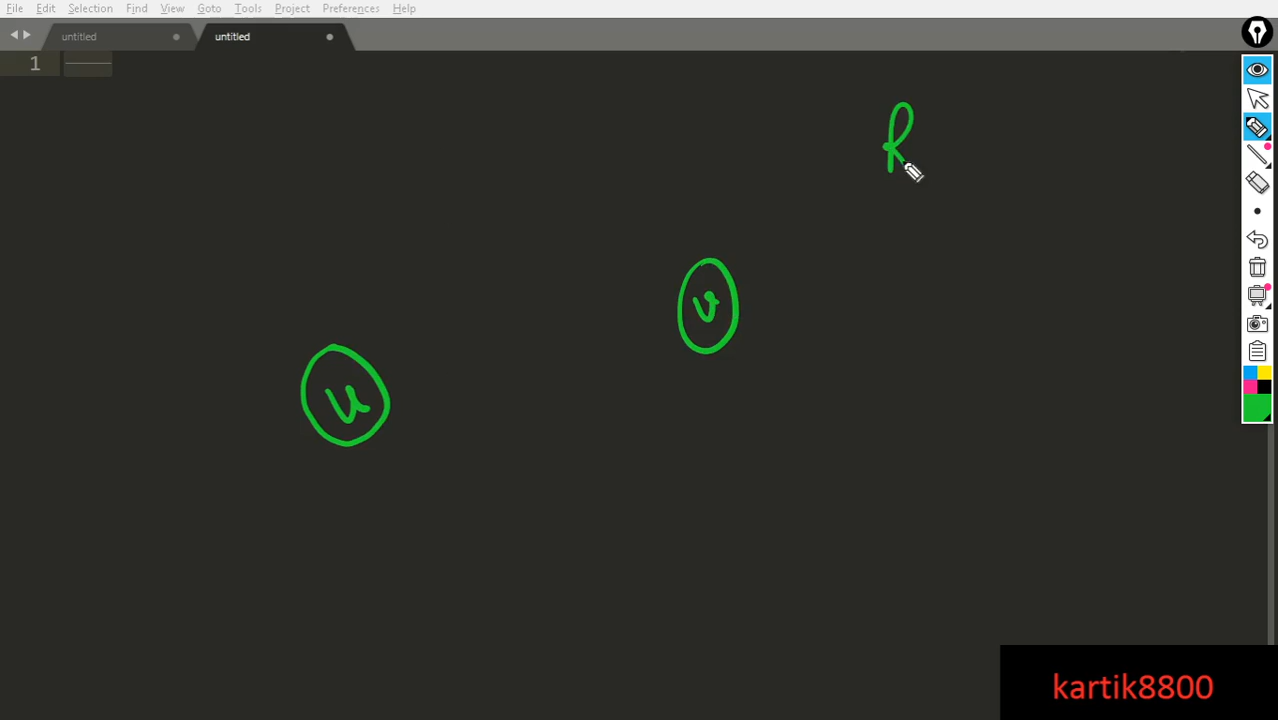 File Edit Selection Find View Goto Tools Project Preferences Help
untitled untitled
1
R
v
u
kartik8800